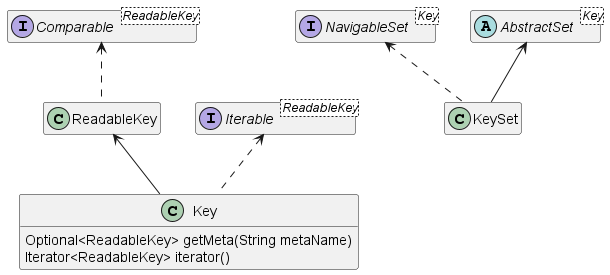 I Comparable ReadableKey
I NavigableSet Key
A AbstractSet Key
C ReadableKey
I Iterable ReadableKey
C KeySet
C Key
Optional<ReadableKey> getMeta(String metaName)
Iterator<ReadableKey> iterator()